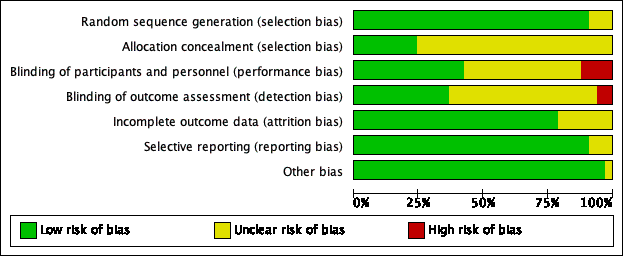 Random sequence generation (selection bias)
Allocation concealment (selection bias)
Blinding of participants and personnel (performance bias)
Blinding of outcome assessment (detection bias)
Incomplete outcome data (attrition bias)
Selective reporting (reporting bias)
Other bias
0% 25% 50% 75% 100%
Low risk of bias Unclear risk of bias High risk of bias